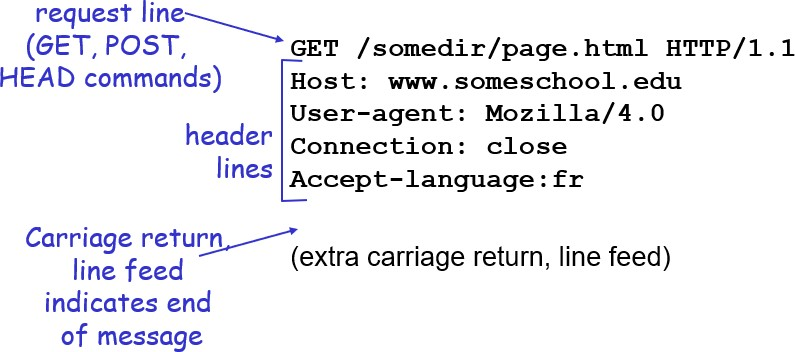 request line
(GET, POST,
HEAD commands)
GET /somedir/page.html HTTP/1.1
Host: www.someschool.edu
User-agent: Mozilla/4.0
Connection: close
Accept-language:fr
header
lines
Carriage return,
line feed
indicates end
of message
(extra carriage return, line feed)